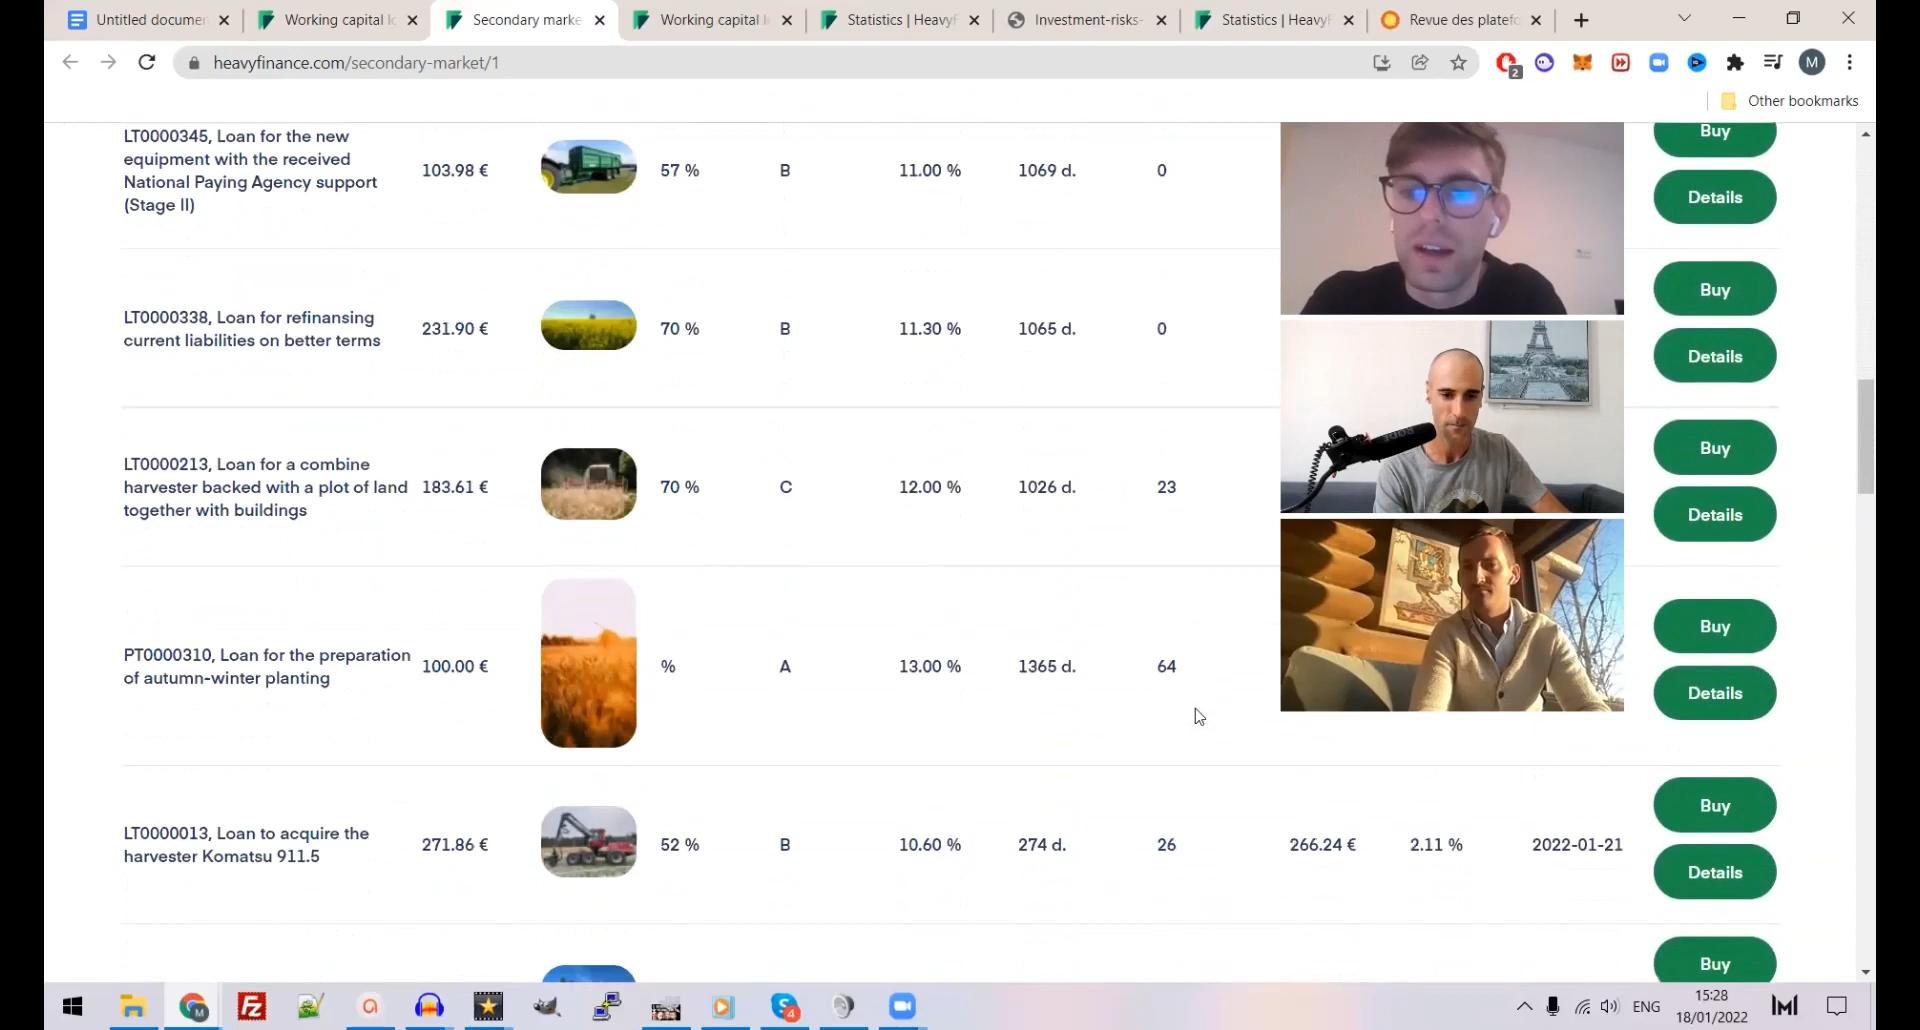 Untitled documen
Working capital lo
Secondary marke
Working capital l
Statistics | HeavyF
Investment-risks-
Statistics | HeavyF
Revue des platefo
heavyfinance.com/secondary-market/1
2
M
Other bookmarks
LT0000345, Loan for the new
equipment with the received
National Paying Agency support
(Stage II)
103.98 €
57 %
B
11.00 %
1069 d.
0
Buy
Details
LT0000338, Loan for refinansing
current liabilities on better terms
231.90 €
70 %
B
11.30 %
1065 d.
0
Buy
Details
LT0000213, Loan for a combine
harvester backed with a plot of land
together with buildings
183.61 €
70 %
C
12.00 %
1026 d.
23
RODE
Buy
Details
PT0000310, Loan for the preparation
of autumn-winter planting
100.00 €
%
A
13.00 %
1365 d.
64
Buy
Details
LT0000013, Loan to acquire the
harvester Komatsu 911.5
271.86 €
52 %
B
10.60 %
274 d.
26
266.24 €
2.11 %
2022-01-21
Buy
Details
Buy
Fz
4
ENG
15:28
18/01/2022